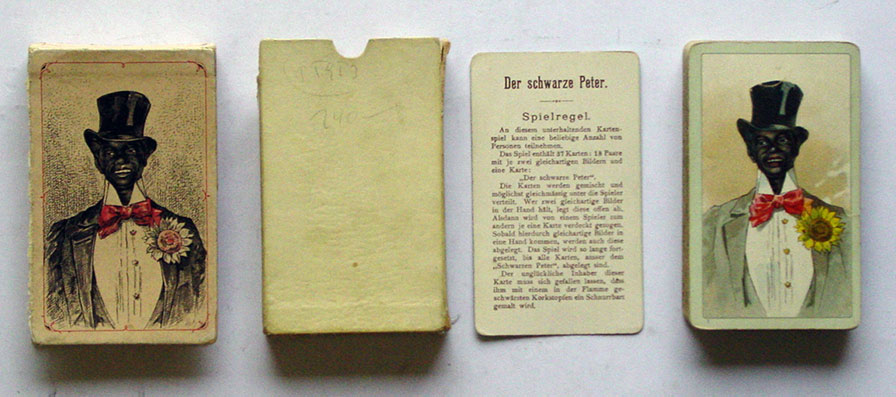 Der schwarze Peter.
Spielregel.
An diesem unterhaltenden Karten-
spiel kann eine beliebige Anzahl von
Personen teilnehmen.
Das Spiel enthält 37 Karten: 18 Paare
mit je zwei gleichartigen Bildern und
eine Karte:
„Der schwarze Peter".
Die Karten werden gemischt und
möglichst gleichmässig unter die Spieler
verteilt. Wer zwei gleichartige Bilder
in der Hand hält, legt diese offen ab.
Alsdann wird von einem Spieler zum
andern je eine Karte verdeckt gezogen.
Sobald hierdurch gleichartige Bilder in
eine Hand kommen, werden auch diese
abgelegt. Das Spiel wird so lange fort-
gesetzt, bis alle Karten, ausser dem
„Schwarzen Peter", abgelegt sind.
Der unglückliche Inhaber dieser
Karte muss sich gefallen lassen, dass
ihm mit einem in der Flamme ge-
schwärzten Korkstopfen ein Schnurrbart
gemalt wird.